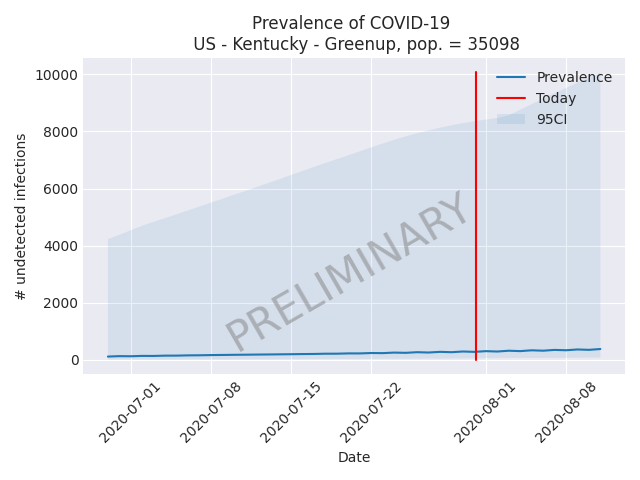 Prevalence of COVID-19
US - Kentucky - Greenup, pop. = 35098
10000
8000
6000
4000
2000
0
# undetected infections
Prevalence
Today
95CI
PRELIMINARY
2020-07-01
2020-07-08
2020-07-15
2020-07-22
2020-08-01
2020-08-08
Date